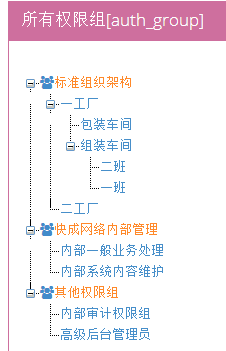 所有权限组[auth_group]
标准组织架构
一工厂
包装车间
组装车间
二班
一班
二工厂
快成网络内部管理
内部一般业务处理
内部系统内容维护
其他权限组
内部审计权限组
高级后台管理员